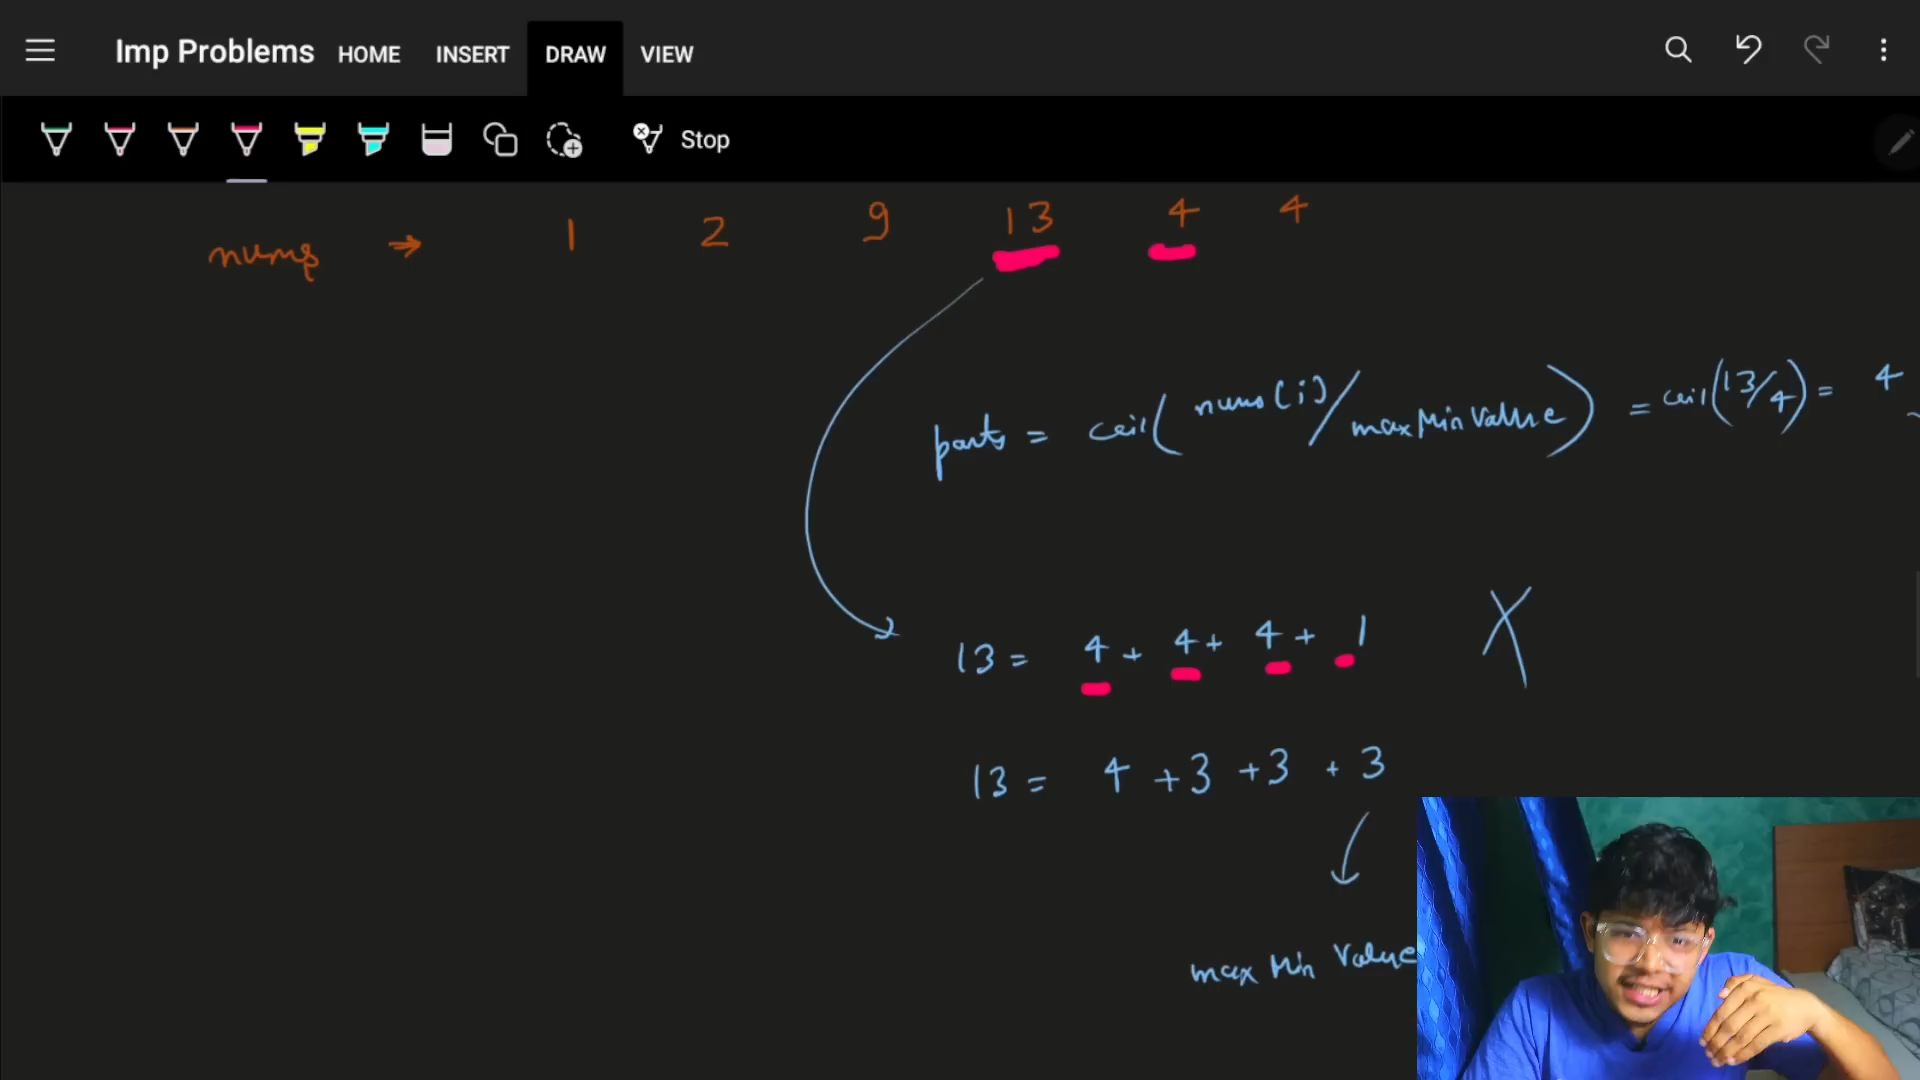 Imp Problems HOME INSERT DRAW VIEW
Stop
nums → 1 2 9 13 4 4
parts = ceil( nums(i) / maxMinValue ) = ceil(13/4) = 4
13 = 4 + 4 + 4 + 1 X
13 = 4 + 3 + 3 + 3
max Min Value